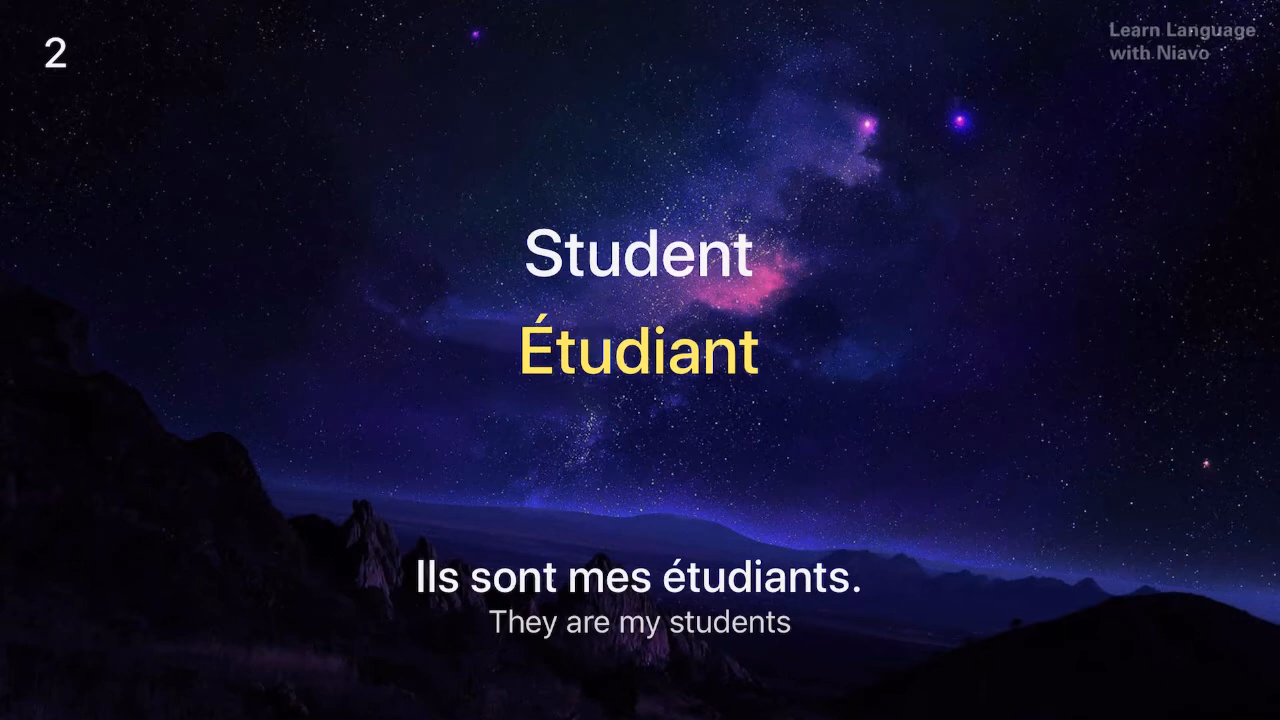 2
Learn Language
with Niavo
Student
Étudiant
Ils sont mes étudiants.
They are my students